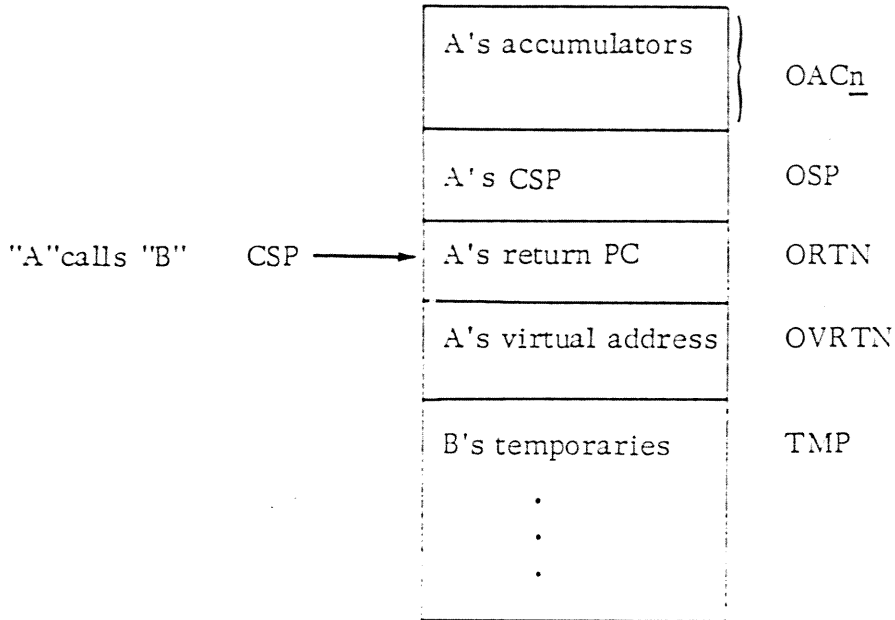 A's accumulators
OACn
A's CSP
OSP
"A"calls "B"
CSP
A's return PC
ORTN
A's virtual address
OVRTN
B's temporaries
TMP
.
.
.